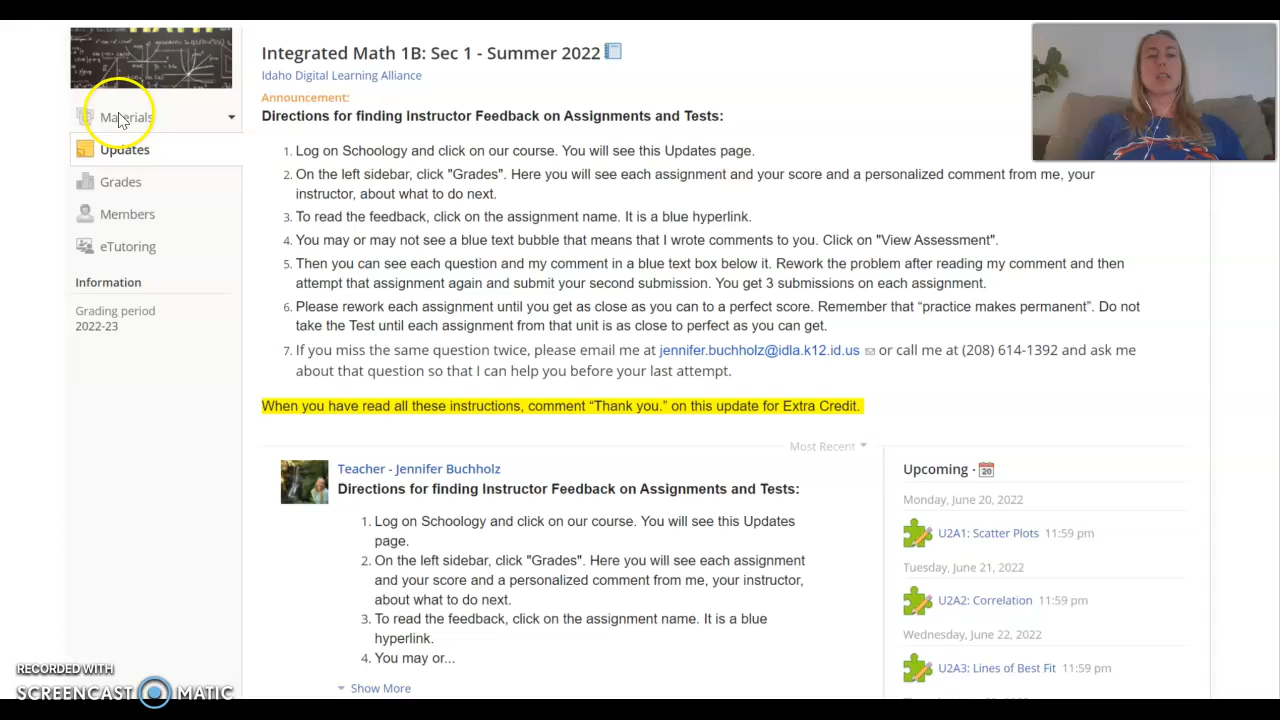 Integrated Math 1B: Sec 1 - Summer 2022
Idaho Digital Learning Alliance
Announcement:
Directions for finding Instructor Feedback on Assignments and Tests:
1. Log on Schoology and click on our course. You will see this Updates page.
2. On the left sidebar, click "Grades". Here you will see each assignment and your score and a personalized comment from me, your
instructor, about what to do next.
3. To read the feedback, click on the assignment name. It is a blue hyperlink.
4. You may or may not see a blue text bubble that means that I wrote comments to you. Click on "View Assessment".
5. Then you can see each question and my comment in a blue text box below it. Rework the problem after reading my comment and then
attempt that assignment again and submit your second submission. You get 3 submissions on each assignment.
6. Please rework each assignment until you get as close as you can to a perfect score. Remember that “practice makes permanent”. Do not
take the Test until each assignment from that unit is as close to perfect as you can get.
7. If you miss the same question twice, please email me at jennifer.buchholz@idla.k12.id.us or call me at (208) 614-1392 and ask me
about that question so that I can help you before your last attempt.
When you have read all these instructions, comment “Thank you.” on this update for Extra Credit.
Materials
Updates
Grades
Members
eTutoring
Information
Grading period
2022-23
Most Recent
Teacher - Jennifer Buchholz
Directions for finding Instructor Feedback on Assignments and Tests:
1. Log on Schoology and click on our course. You will see this Updates
page.
2. On the left sidebar, click "Grades". Here you will see each assignment
and your score and a personalized comment from me, your instructor,
about what to do next.
3. To read the feedback, click on the assignment name. It is a blue
hyperlink.
4. You may or...
Show More
Upcoming · 20
Monday, June 20, 2022
U2A1: Scatter Plots 11:59 pm
Tuesday, June 21, 2022
U2A2: Correlation 11:59 pm
Wednesday, June 22, 2022
U2A3: Lines of Best Fit 11:59 pm
RECORDED WITH
SCREENCAST MATIC